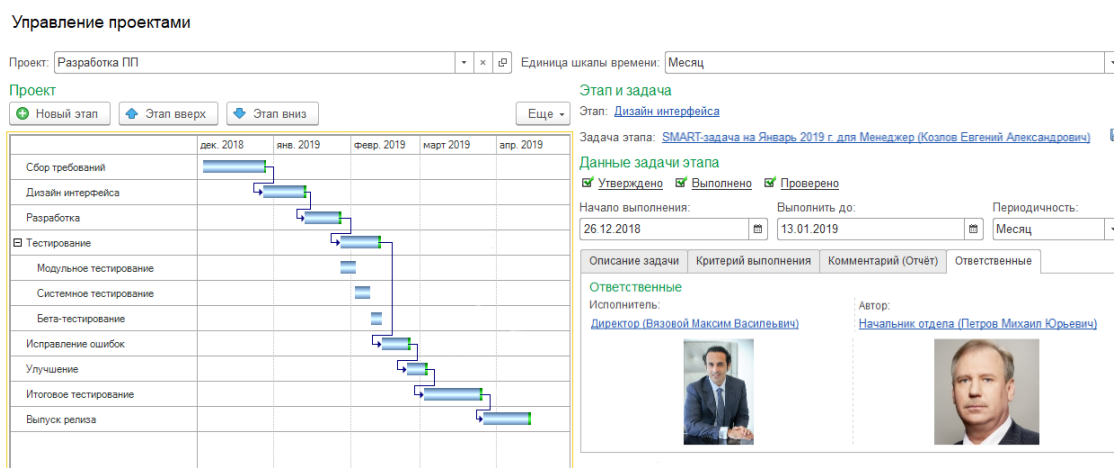 Управление проектами
Проект: Разработка ПП
Единица шкалы времени: Месяц
Проект
Новый этап Этап вверх Этап вниз Еще
дек. 2018 янв. 2019 февр. 2019 март 2019 апр. 2019
Сбор требований
Дизайн интерфейса
Разработка
Тестирование
Модульное тестирование
Системное тестирование
Бета-тестирование
Исправление ошибок
Улучшение
Итоговое тестирование
Выпуск релиза
Этап и задача
Этап: Дизайн интерфейса
Задача этапа: SMART-задача на Январь 2019 г. для Менеджер (Козлов Евгений Александрович)
Данные задачи этапа
Утверждено Выполнено Проверено
Начало выполнения: Выполнить до: Периодичность:
26.12.2018 13.01.2019 Месяц
Описание задачи Критерий выполнения Комментарий (Отчёт) Ответственные
Ответственные
Исполнитель: Автор:
Директор (Вязовой Максим Васильевич) Начальник отдела (Петров Михаил Юрьевич)